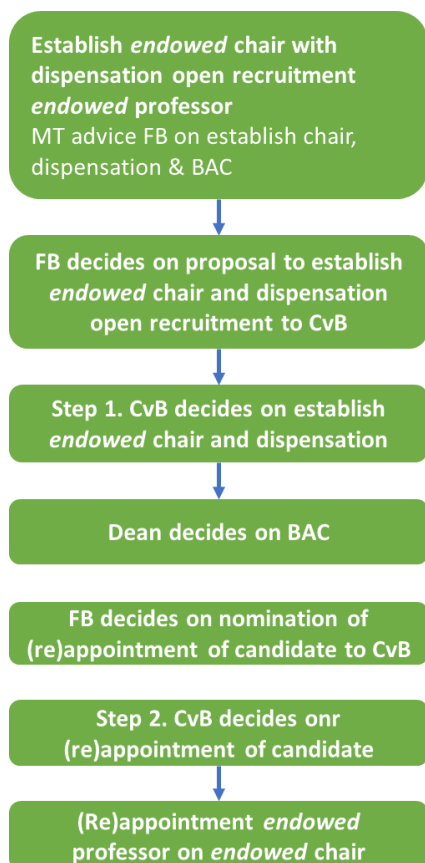 Establish endowed chair with
dispensation open recruitment
endowed professor
MT advice FB on establish chair,
dispensation & BAC
FB decides on proposal to establish
endowed chair and dispensation
open recruitment to CvB
Step 1. CvB decides on establish
endowed chair and dispensation
Dean decides on BAC
FB decides on nomination of
(re)appointment of candidate to CvB
Step 2. CvB decides onr
(re)appointment of candidate
(Re)appointment endowed
professor on endowed chair